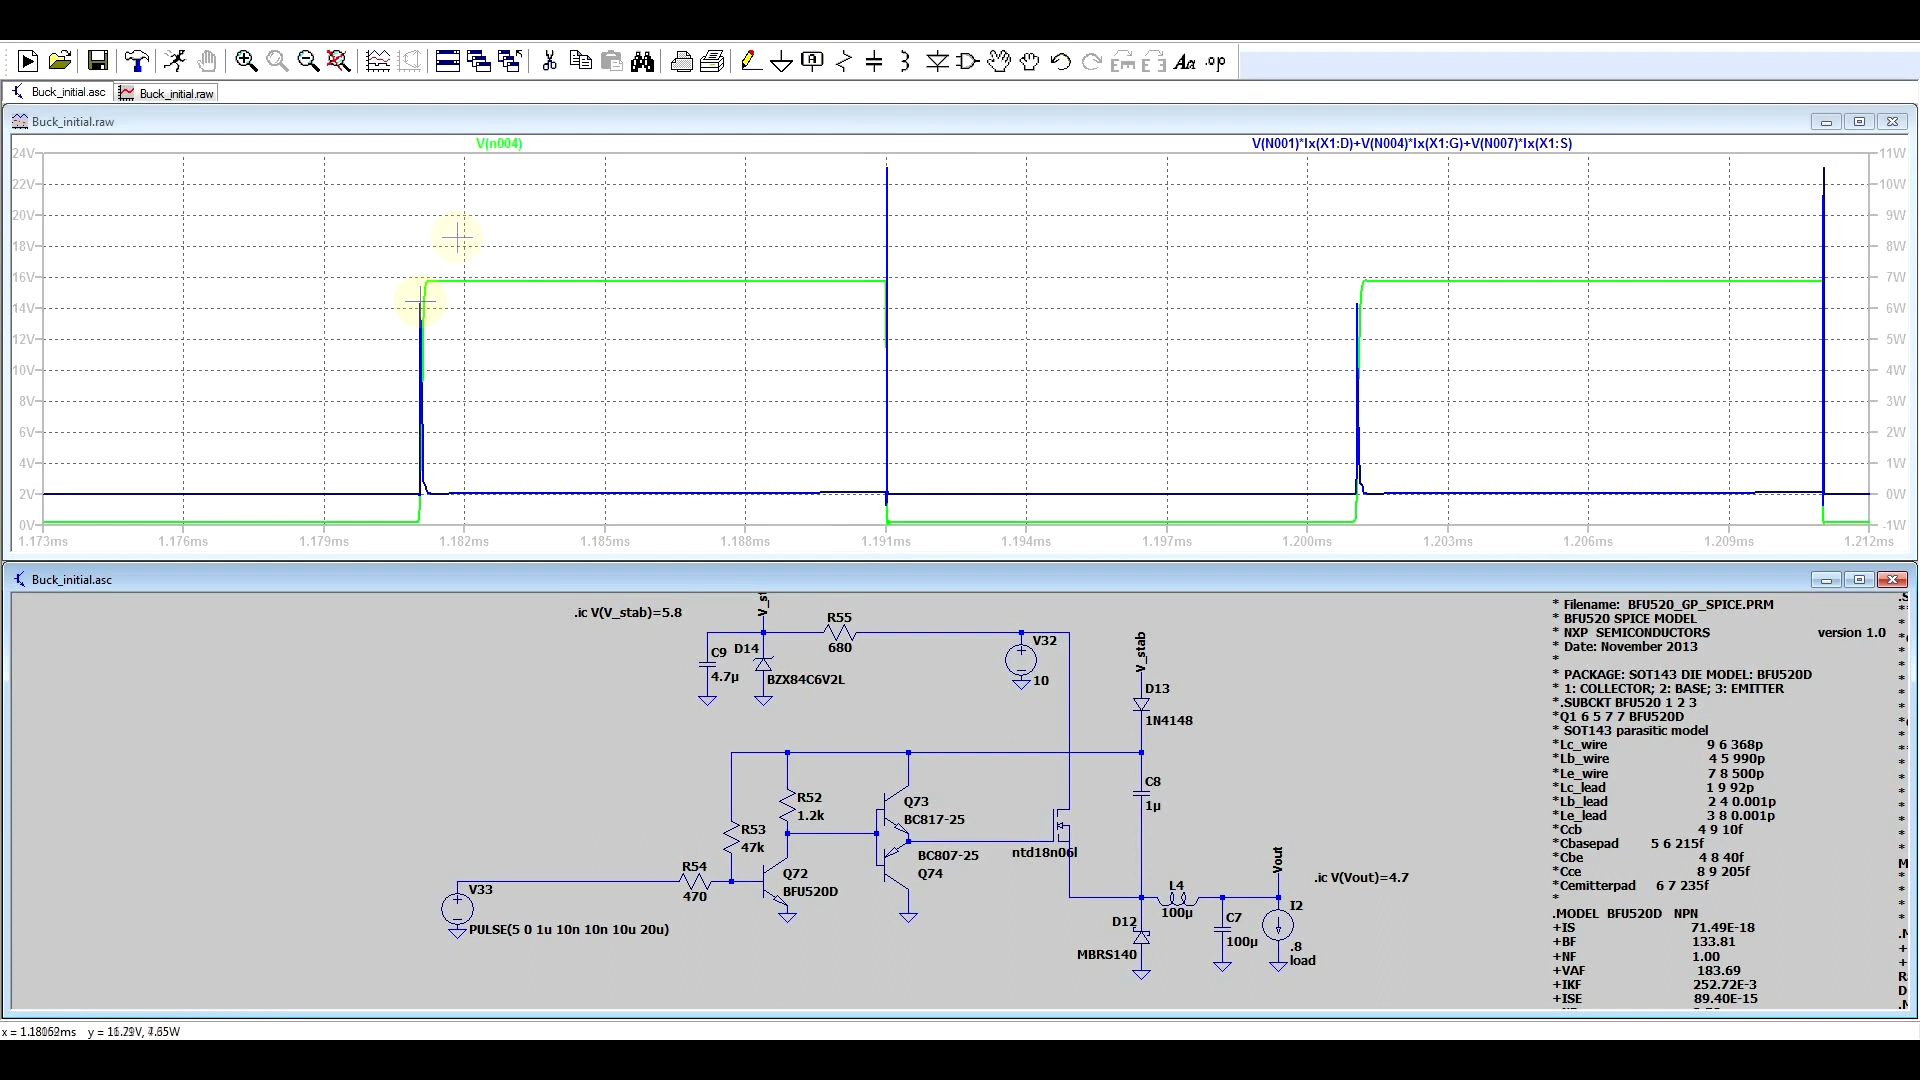 Buck_initial.asc Buck_initial.raw
Buck_initial.raw
V(n004) V(N001)*Ix(X1:D)+V(N004)*Ix(X1:G)+V(N007)*Ix(X1:S)
24V 11W
22V 10W
20V 9W
18V 8W
16V 7W
14V 6W
12V 5W
10V 4W
8V 3W
6V 2W
4V 1W
2V 0W
0V -1W
1.173ms 1.176ms 1.179ms 1.182ms 1.185ms 1.188ms 1.191ms 1.194ms 1.197ms 1.200ms 1.203ms 1.206ms 1.209ms 1.212ms
Buck_initial.asc
.ic V(V_stab)=5.8
R55
680
V32
10
C9
4.7µ
D14
BZX84C6V2L
V_stab
D13
1N4148
C8
1µ
R52
1.2k
R53
47k
Q73
BC817-25
BC807-25
Q74
ntd18n06l
R54
470
Q72
BFU520D
V33
PULSE(5 0 1u 10n 10n 10u 20u)
L4
100µ
D12
MBRS140
C7
100µ
Vout
.ic V(Vout)=4.7
I2
.8
load
* Filename: BFU520_GP_SPICE.PRM
* BFU520 SPICE MODEL
* NXP SEMICONDUCTORS version 1.0
* Date: November 2013
*
* PACKAGE: SOT143 DIE MODEL: BFU520D
* 1: COLLECTOR; 2: BASE; 3: EMITTER
*.SUBCKT BFU520 1 2 3
*Q1 6 5 7 7 BFU520D
* SOT143 parasitic model
*Lc_wire 9 6 368p
*Lb_wire 4 5 990p
*Le_wire 7 8 500p
*Lc_lead 1 9 92p
*Lb_lead 2 4 0.001p
*Le_lead 3 8 0.001p
*Ccb 4 9 10f
*Cbasepad 5 6 215f
*Cbe 4 8 40f
*Cce 8 9 205f
*Cemitterpad 6 7 235f
*
.MODEL BFU520D NPN
+IS 71.49E-18
+BF 133.81
+NF 1.00
+VAF 183.69
+IKF 252.72E-3
+ISE 89.40E-15